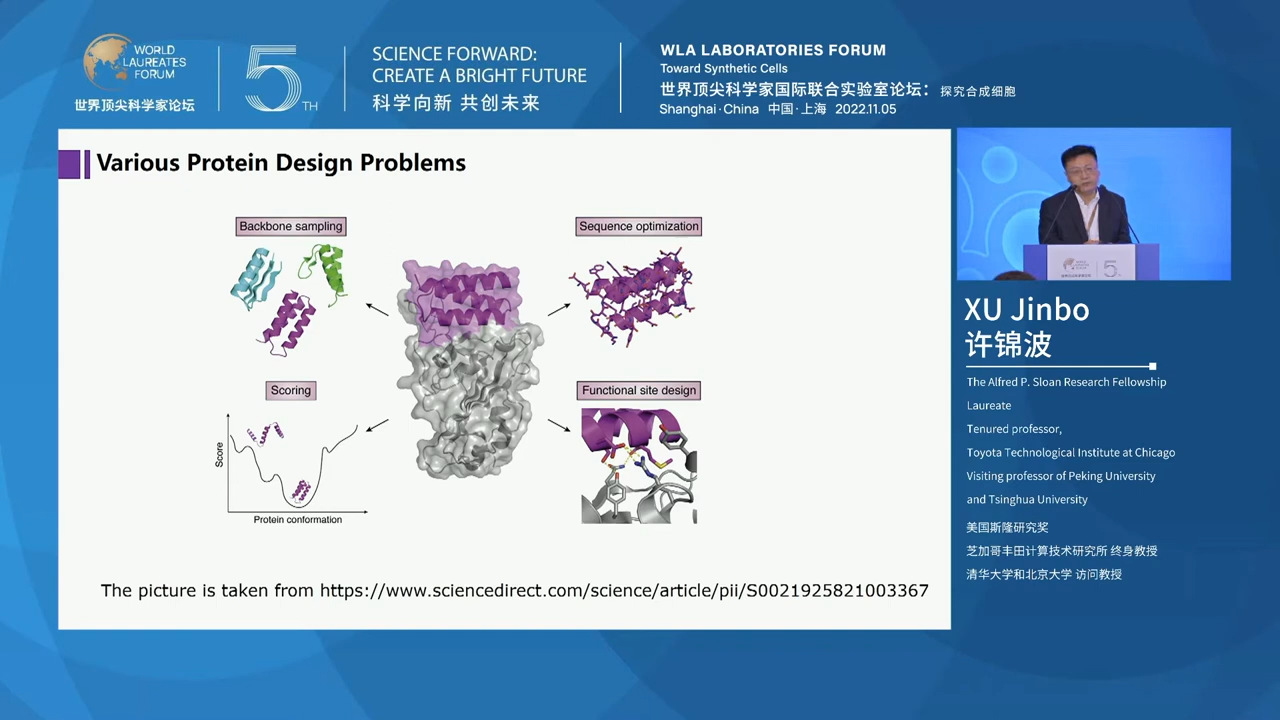 WORLD
LAUREATES
FORUM
世界顶尖科学家论坛
5TH
SCIENCE FORWARD:
CREATE A BRIGHT FUTURE
科学向新 共创未来
WLA LABORATORIES FORUM
Toward Synthetic Cells
世界顶尖科学家国际联合实验室论坛： 探究合成细胞
Shanghai·China 中国·上海 2022.11.05
Various Protein Design Problems
Backbone sampling
Sequence optimization
Scoring
Functional site design
Score
Protein conformation
The picture is taken from https://www.sciencedirect.com/science/article/pii/S0021925821003367
XU Jinbo
许锦波
The Alfred P. Sloan Research Fellowship
Laureate
Tenured professor,
Toyota Technological Institute at Chicago
Visiting professor of Peking University
and Tsinghua University
美国斯隆研究奖
芝加哥丰田计算技术研究所 终身教授
清华大学和北京大学 访问教授